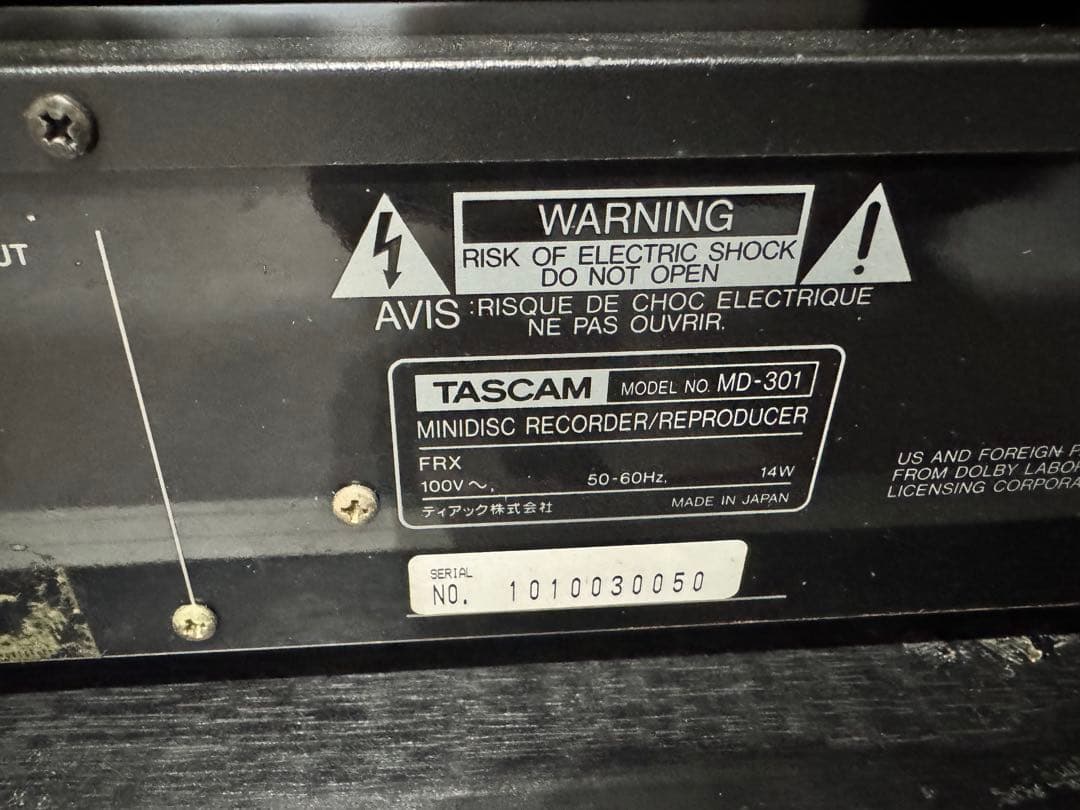 UT
WARNING
RISK OF ELECTRIC SHOCK
DO NOT OPEN
AVIS :RISQUE DE CHOC ELECTRIQUE
NE PAS OUVRIR.
TASCAM MODEL NO. MD-301
MINIDISC RECORDER/REPRODUCER
FRX
100V～, 50-60Hz, 14W
ティアック株式会社 MADE IN JAPAN
SERIAL
NO. 1010030050
US AND FOREIGN P
FROM DOLBY LABOR
LICENSING CORPORA